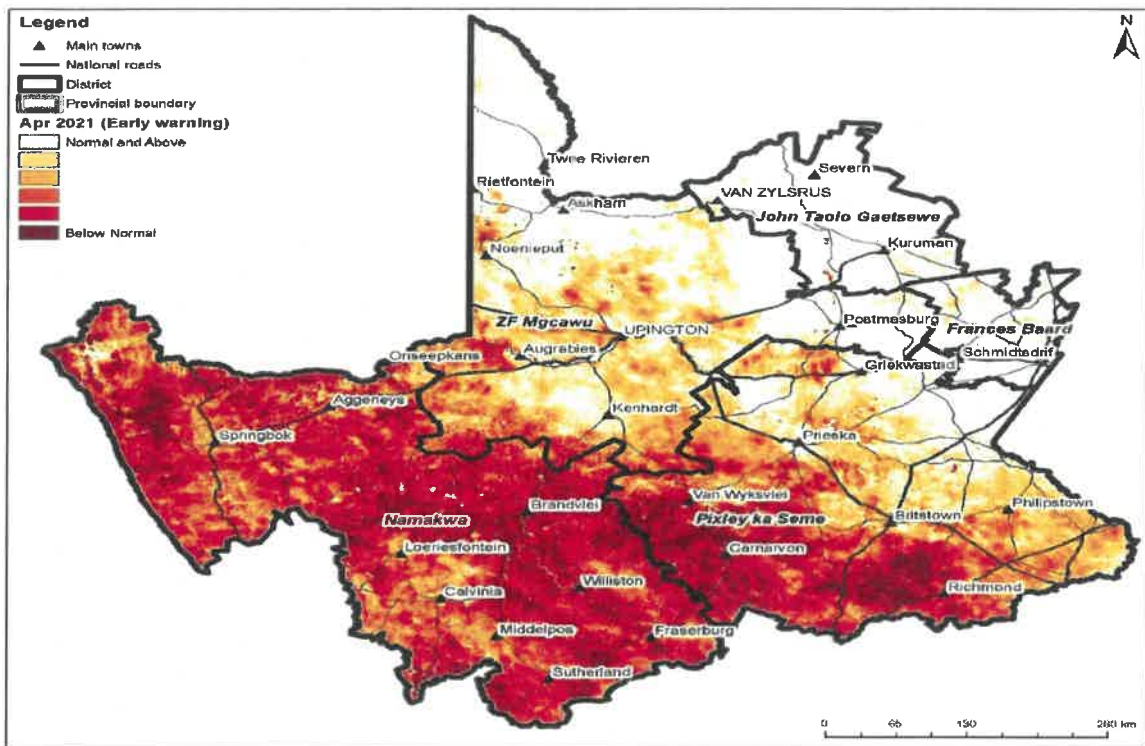 Legend
Main towns
National roads
District
Provincial boundary
Apr 2021 (Early warning)
Normal and Above
Below Normal
N
Twee Rivieren
Rietfontein
Askham
Severn
VAN ZYLSRUS
John Taolo Gaetsewe
Kuruman
Noenieput
ZF Mgcawu
UPINGTON
Postmasburg
Frances Baard
Schmidtsdrif
Griekwastad
Onseepkans
Augrabies
Aggeneys
Kenhardt
Springbok
Prieska
Van Wyksvlei
Brandvlei
Namakwa
Pixley ka Seme
Britstown
Philipstown
Loeriesfontein
Carnarvon
Williston
Calvinia
Richmond
Middelpos
Fraserburg
Sutherland
0 65 130 260 km